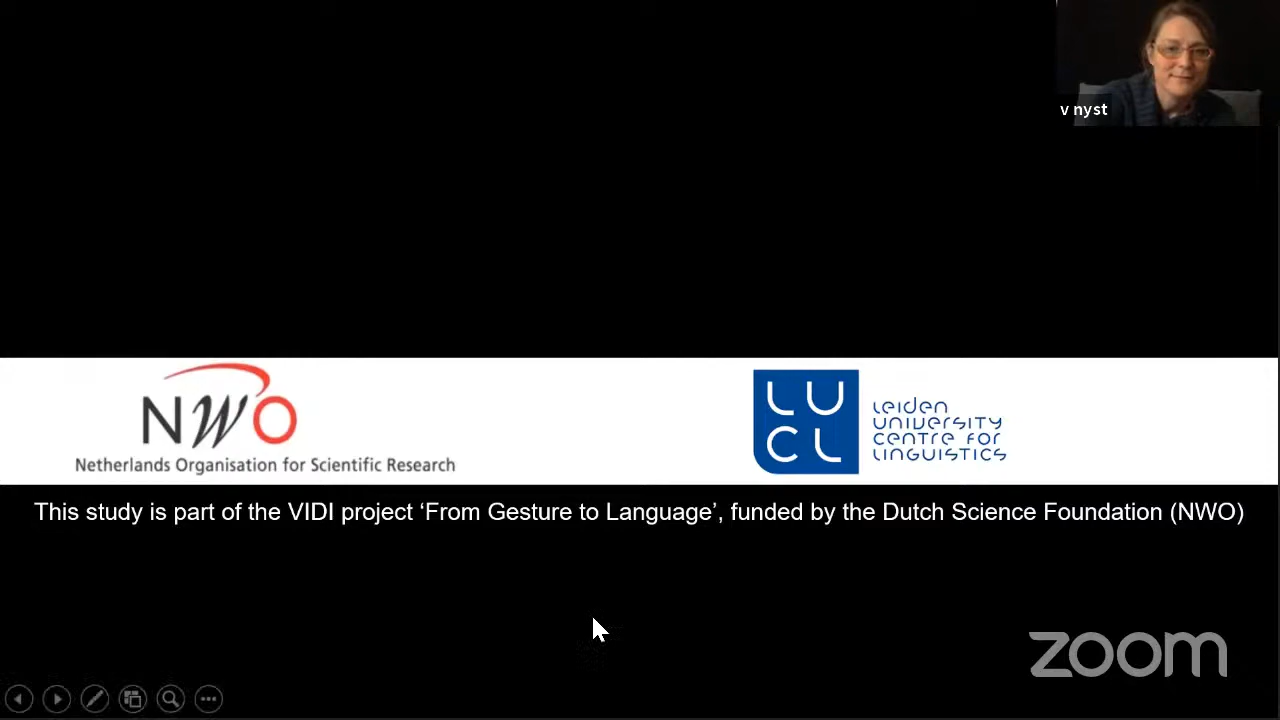 v nyst
NWO
Netherlands Organisation for Scientific Research
LU
CL
Leiden
University
Centre for
Linguistics
This study is part of the VIDI project ‘From Gesture to Language’, funded by the Dutch Science Foundation (NWO)
zoom